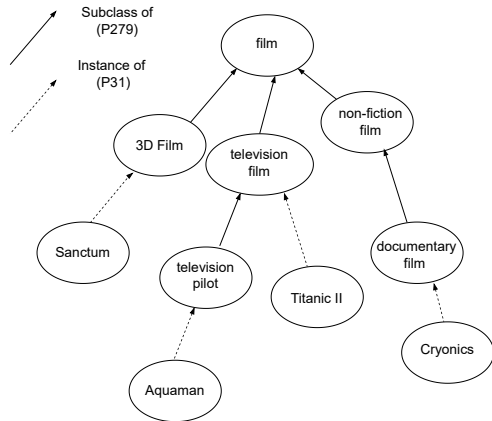 Subclass of
(P279)
Instance of
(P31)
film
3D Film
television
film
non-fiction
film
Sanctum
television
pilot
Titanic II
documentary
film
Aquaman
Cryonics